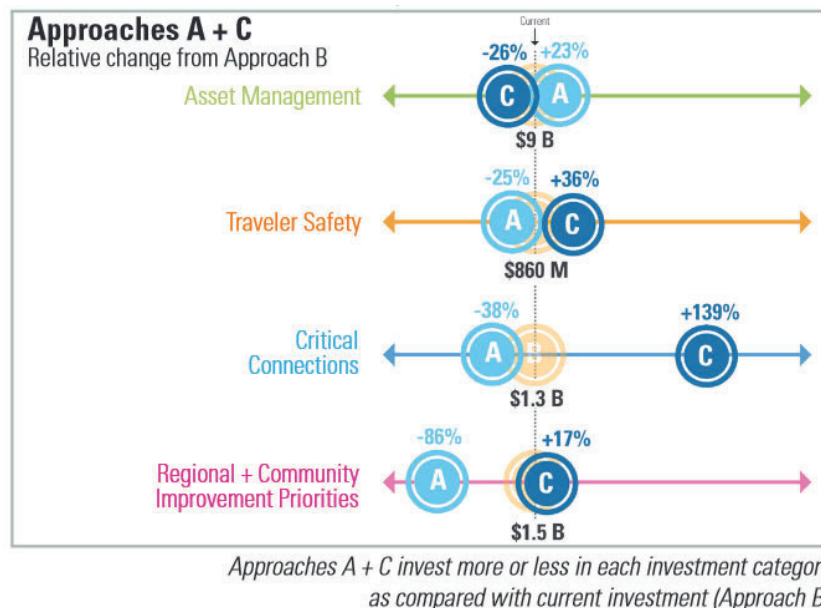 Approaches A + C
Relative change from Approach B
Current
-26% +23%
Asset Management
C A
$9 B
-25% +36%
Traveler Safety
A C
$860 M
-38% +139%
Critical
Connections
A B C
$1.3 B
-86% +17%
Regional + Community
Improvement Priorities
A C
$1.5 B
Approaches A + C invest more or less in each investment categor
as compared with current investment (Approach B